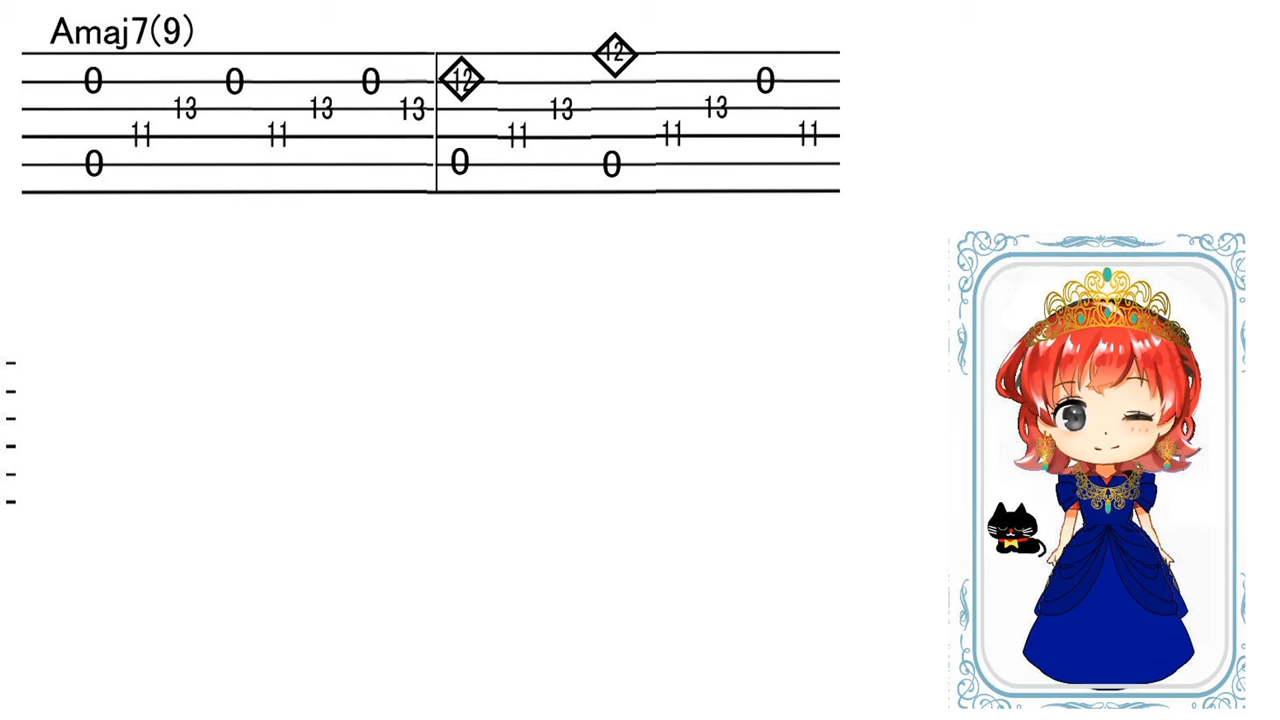 Amaj7(9)
12
0 0 0 12 0
13 13 13 13 13
11 11 11 11 11
0 0 0